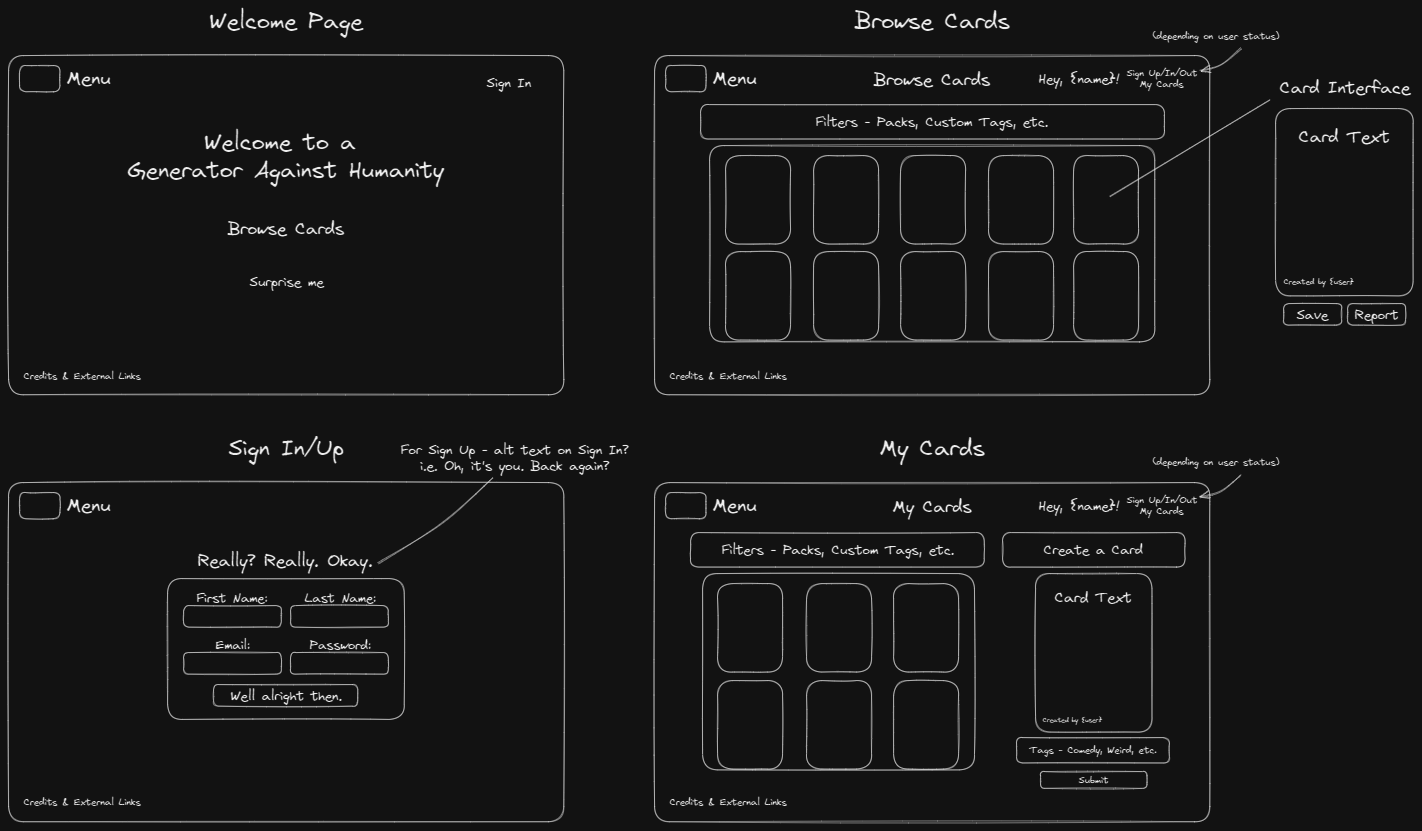 Welcome Page
Menu
Sign In
Welcome to a
Generator Against Humanity
Browse Cards
Surprise me
Credits & External Links
Browse Cards
(depending on user status)
Menu
Browse Cards
Hey, {name}!
Sign Up/In/Out
My Cards
Filters - Packs, Custom Tags, etc.
Credits & External Links
Card Interface
Card Text
Created by {user}
Save
Report
Sign In/Up
For Sign Up - alt text on Sign In?
i.e. Oh, it's you. Back again?
Menu
Really? Really. Okay.
First Name:
Last Name:
Email:
Password:
Well alright then.
Credits & External Links
My Cards
(depending on user status)
Menu
My Cards
Hey, {name}!
Sign Up/In/Out
My Cards
Filters - Packs, Custom Tags, etc.
Create a Card
Card Text
Created by {user}
Tags - Comedy, Weird, etc.
Submit
Credits & External Links